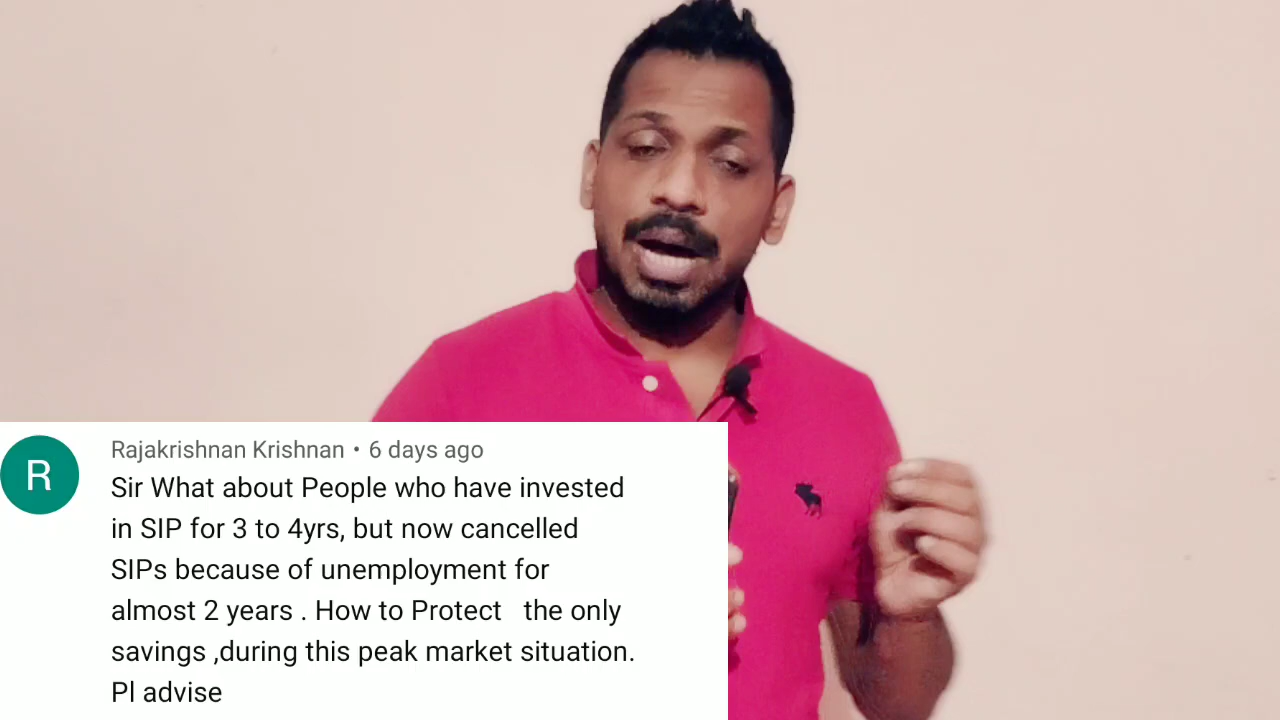 R
Rajakrishnan Krishnan • 6 days ago
Sir What about People who have invested
in SIP for 3 to 4yrs, but now cancelled
SIPs because of unemployment for
almost 2 years . How to Protect   the only
savings ,during this peak market situation.
Pl advise